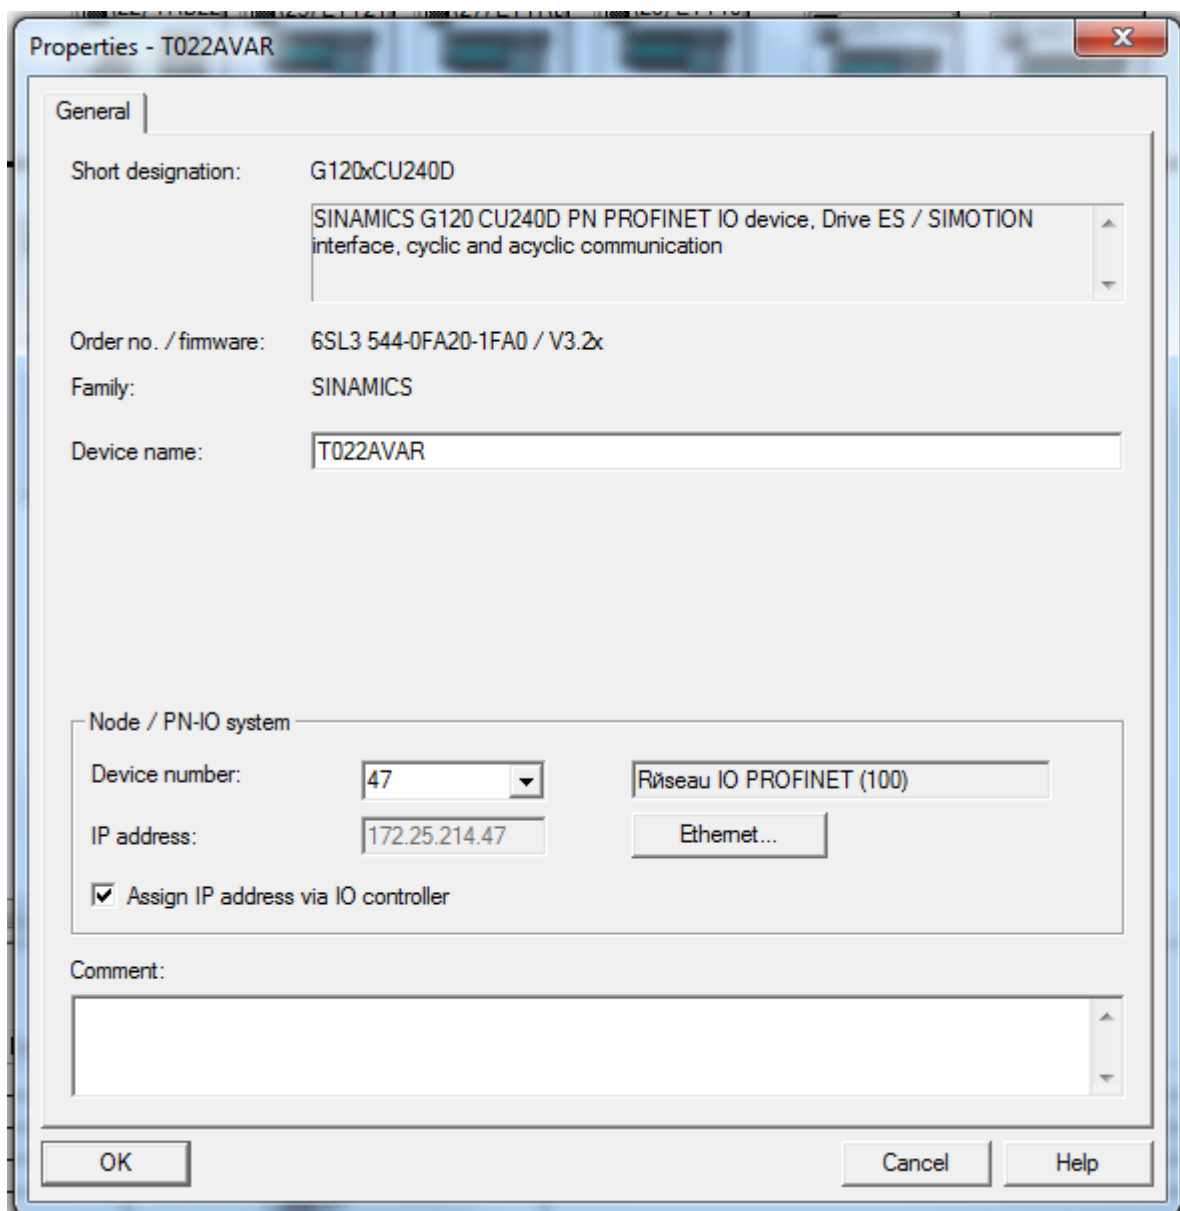 Properties - T022AVAR
General
Short designation: G120xCU240D
SINAMICS G120 CU240D PN PROFINET IO device, Drive ES / SIMOTION
interface, cyclic and acyclic communication
Order no. / firmware: 6SL3 544-0FA20-1FA0 / V3.2x
Family: SINAMICS
Device name: T022AVAR
Node / PN-IO system
Device number: 47 Rйseau IO PROFINET (100)
IP address: 172.25.214.47 Ethernet...
Assign IP address via IO controller
Comment:
OK Cancel Help